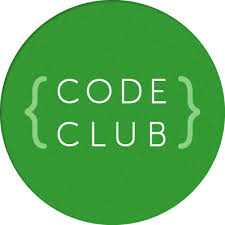 { CODE }
{ CLUB }